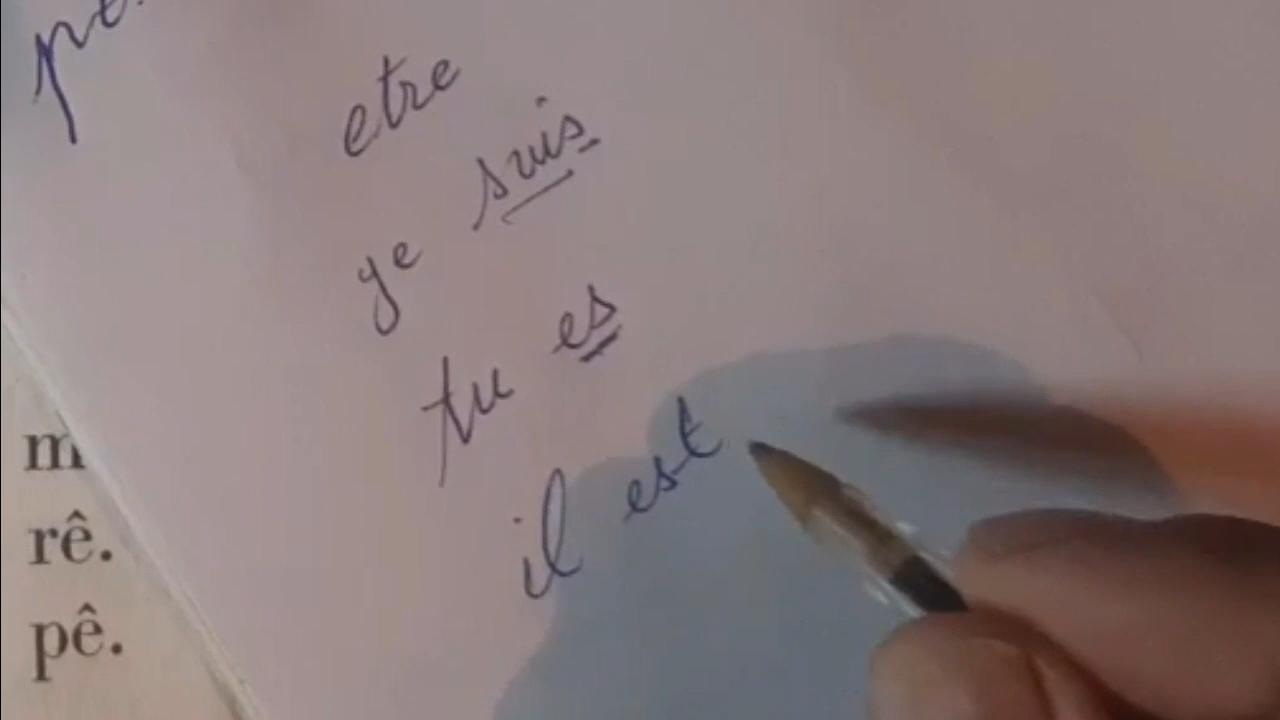 etre
je suis
tu es
il est
rê.
pê.